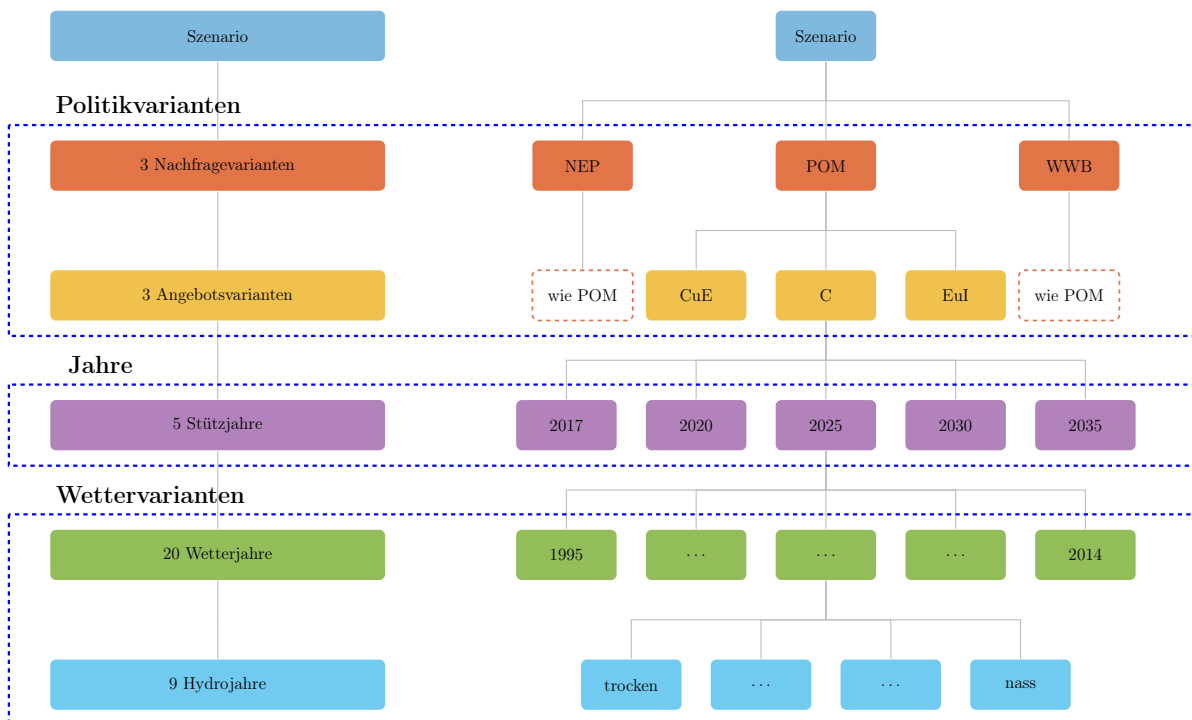 Szenario
Szenario
Politikvarianten
3 Nachfragevarianten
NEP
POM
WWB
3 Angebotsvarianten
wie POM
CuE
C
EuI
wie POM
Jahre
5 Stützjahre
2017
2020
2025
2030
2035
Wettervarianten
20 Wetterjahre
1995
...
...
...
2014
9 Hydrojahre
trocken
...
...
nass